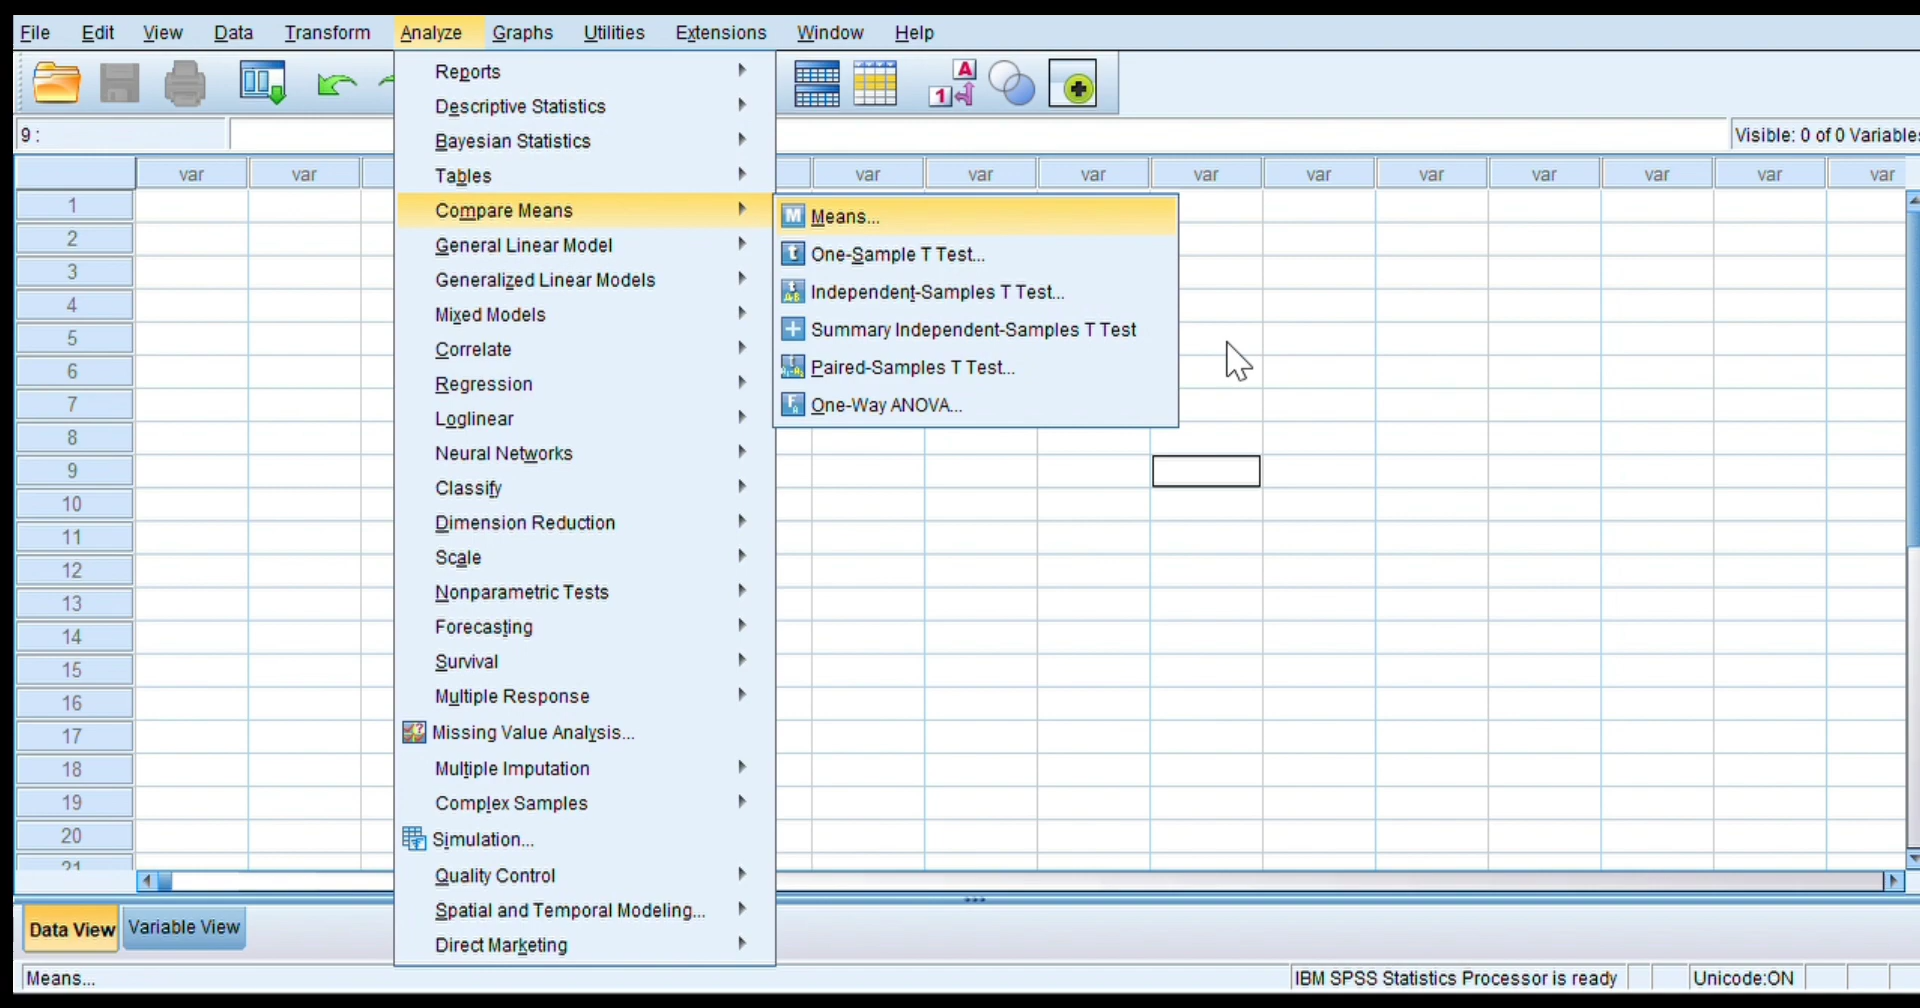 File Edit View Data Transform Analyze Graphs Utilities Extensions Window Help
A
1
9 :
Visible: 0 of 0 Variables
var var var var var var var var var var var var
Reports
Descriptive Statistics
Bayesian Statistics
Tables
Compare Means
General Linear Model
Generalized Linear Models
Mixed Models
Correlate
Regression
Loglinear
Neural Networks
Classify
Dimension Reduction
Scale
Nonparametric Tests
Forecasting
Survival
Multiple Response
Missing Value Analysis...
Multiple Imputation
Complex Samples
Simulation...
Quality Control
Spatial and Temporal Modeling...
Direct Marketing
M Means...
t One-Sample T Test...
Independent-Samples T Test...
Summary Independent-Samples T Test
Paired-Samples T Test...
One-Way ANOVA...
1
2
3
4
5
6
7
8
9
10
11
12
13
14
15
16
17
18
19
20
21
Data View Variable View
Means... IBM SPSS Statistics Processor is ready Unicode:ON